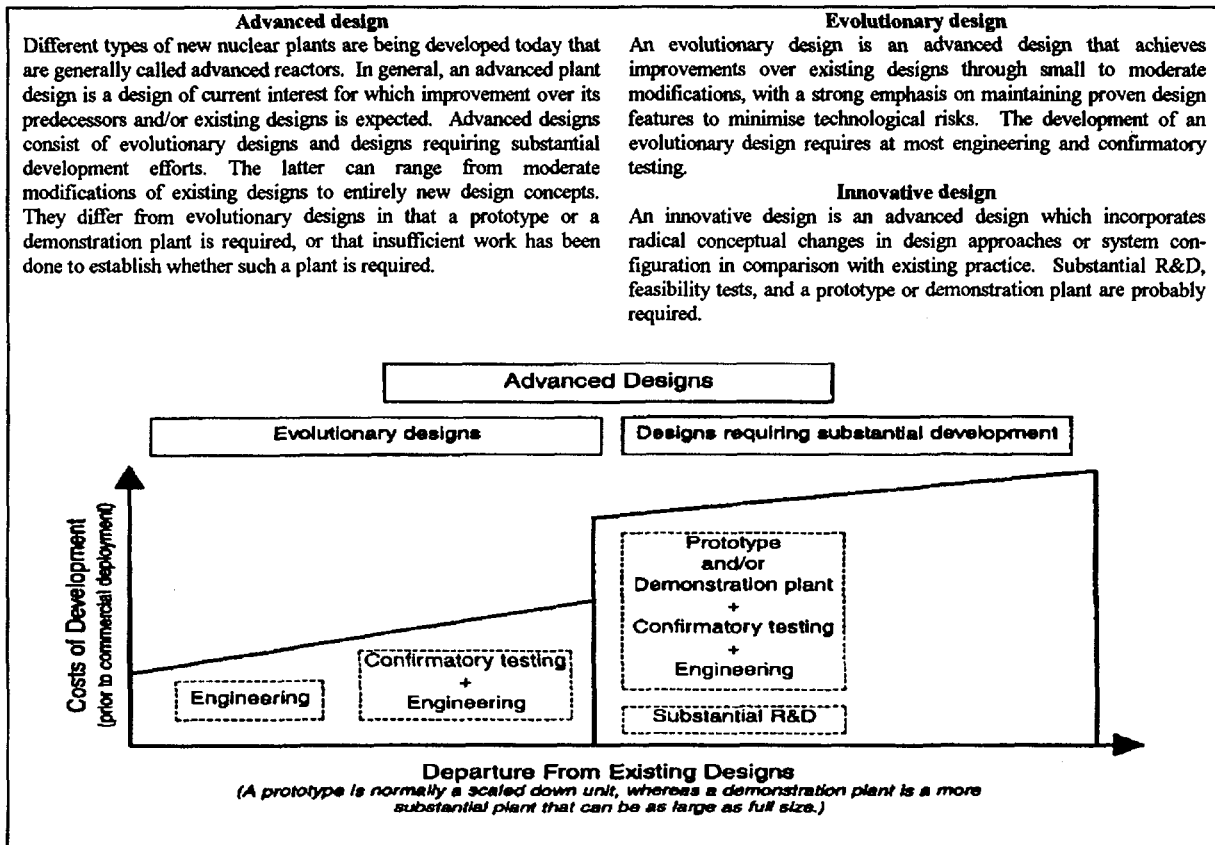 Advanced design
Different types of new nuclear plants are being developed today that
are generally called advanced reactors. In general, an advanced plant
design is a design of current interest for which improvement over its
predecessors and/or existing designs is expected. Advanced designs
consist of evolutionary designs and designs requiring substantial
development efforts. The latter can range from moderate
modifications of existing designs to entirely new design concepts.
They differ from evolutionary designs in that a prototype or a
demonstration plant is required, or that insufficient work has been
done to establish whether such a plant is required.
Evolutionary design
An evolutionary design is an advanced design that achieves
improvements over existing designs through small to moderate
modifications, with a strong emphasis on maintaining proven design
features to minimise technological risks. The development of an
evolutionary design requires at most engineering and confirmatory
testing.
Innovative design
An innovative design is an advanced design which incorporates
radical conceptual changes in design approaches or system con-
figuration in comparison with existing practice. Substantial R&D,
feasibility tests, and a prototype or demonstration plant are probably
required.
Advanced Designs
Evolutionary designs
Designs requiring substantial development
Costs of Development
(prior to commercial deployment)
Engineering
Confirmatory testing
+
Engineering
Prototype
and/or
Demonstration plant
+
Confirmatory testing
+
Engineering
Substantial R&D
Departure From Existing Designs
(A prototype is normally a scaled down unit, whereas a demonstration plant is a more
substantial plant that can be as large as full size.)